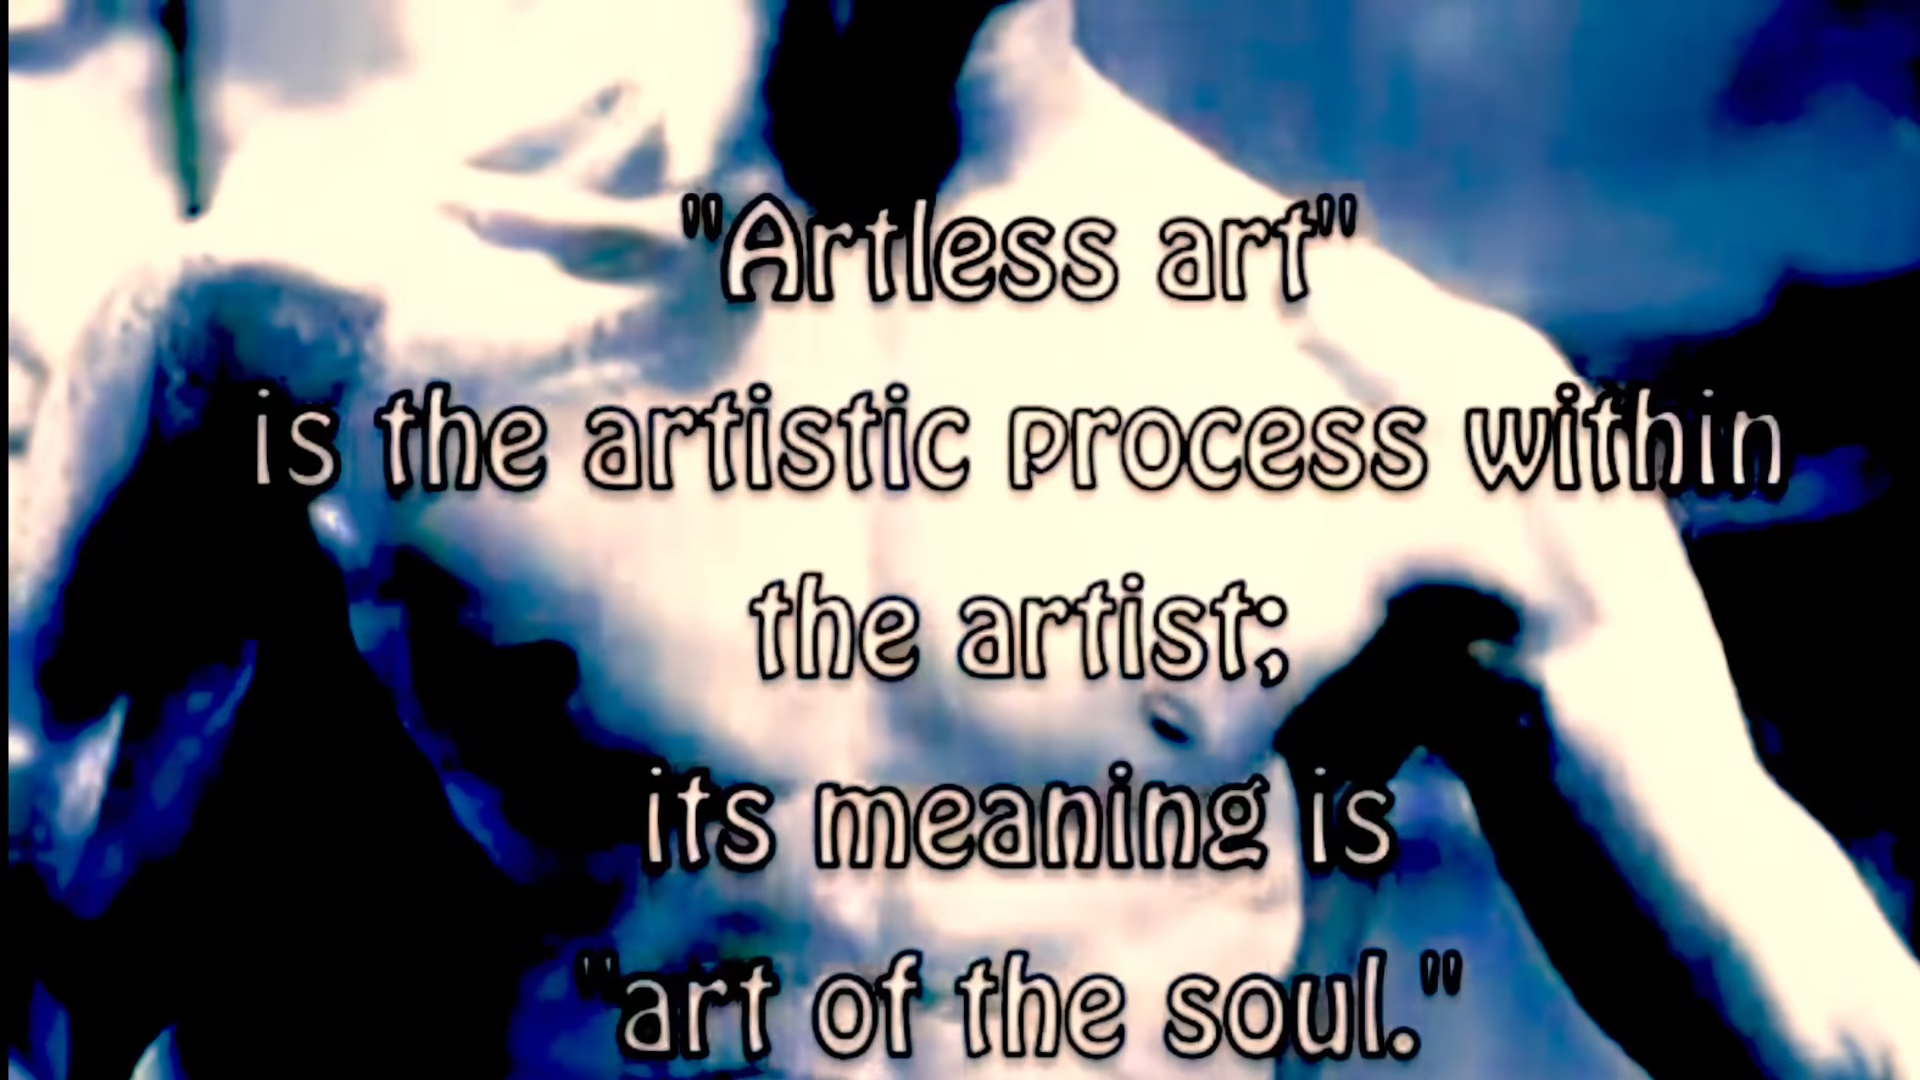 "Artless art"
is the artistic process within
the artist;
its meaning is
"art of the soul."